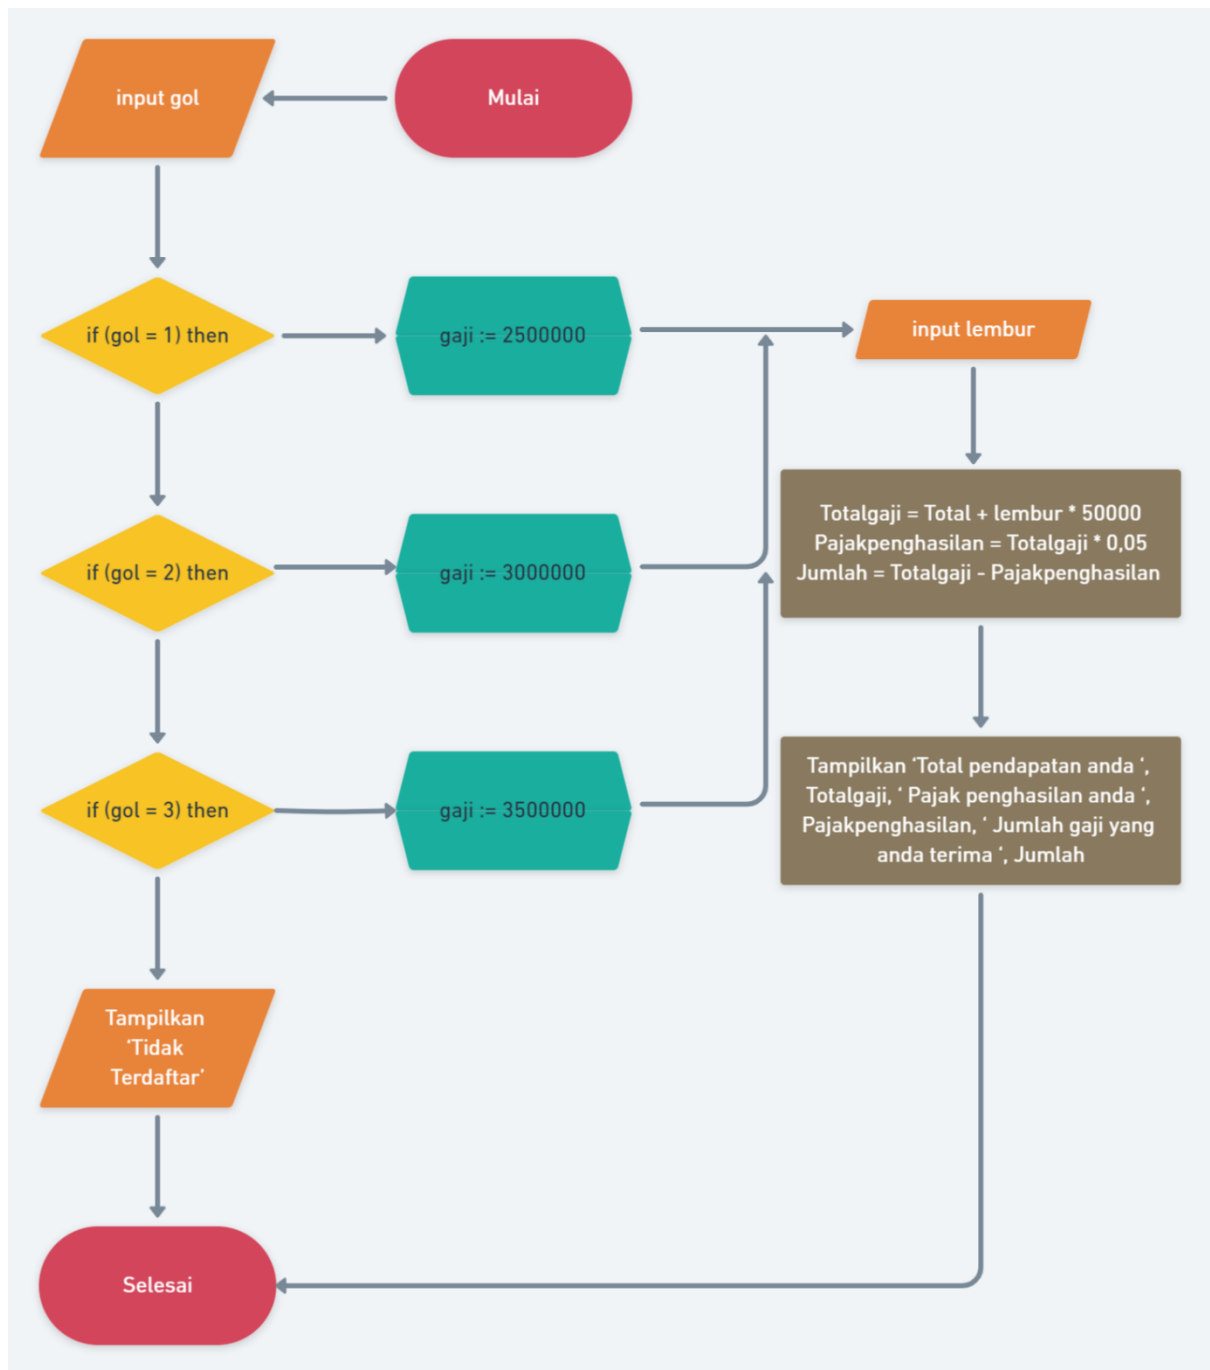 Mulai
input gol
if (gol = 1) then
gaji := 2500000
input lembur
if (gol = 2) then
gaji := 3000000
Totalgaji = Total + lembur * 50000
Pajakpenghasilan = Totalgaji * 0,05
Jumlah = Totalgaji - Pajakpenghasilan
if (gol = 3) then
gaji := 3500000
Tampilkan ‘Total pendapatan anda ‘,
Totalgaji, ‘ Pajak penghasilan anda ‘,
Pajakpenghasilan, ‘ Jumlah gaji yang
anda terima ‘, Jumlah
Tampilkan
‘Tidak
Terdaftar’
Selesai